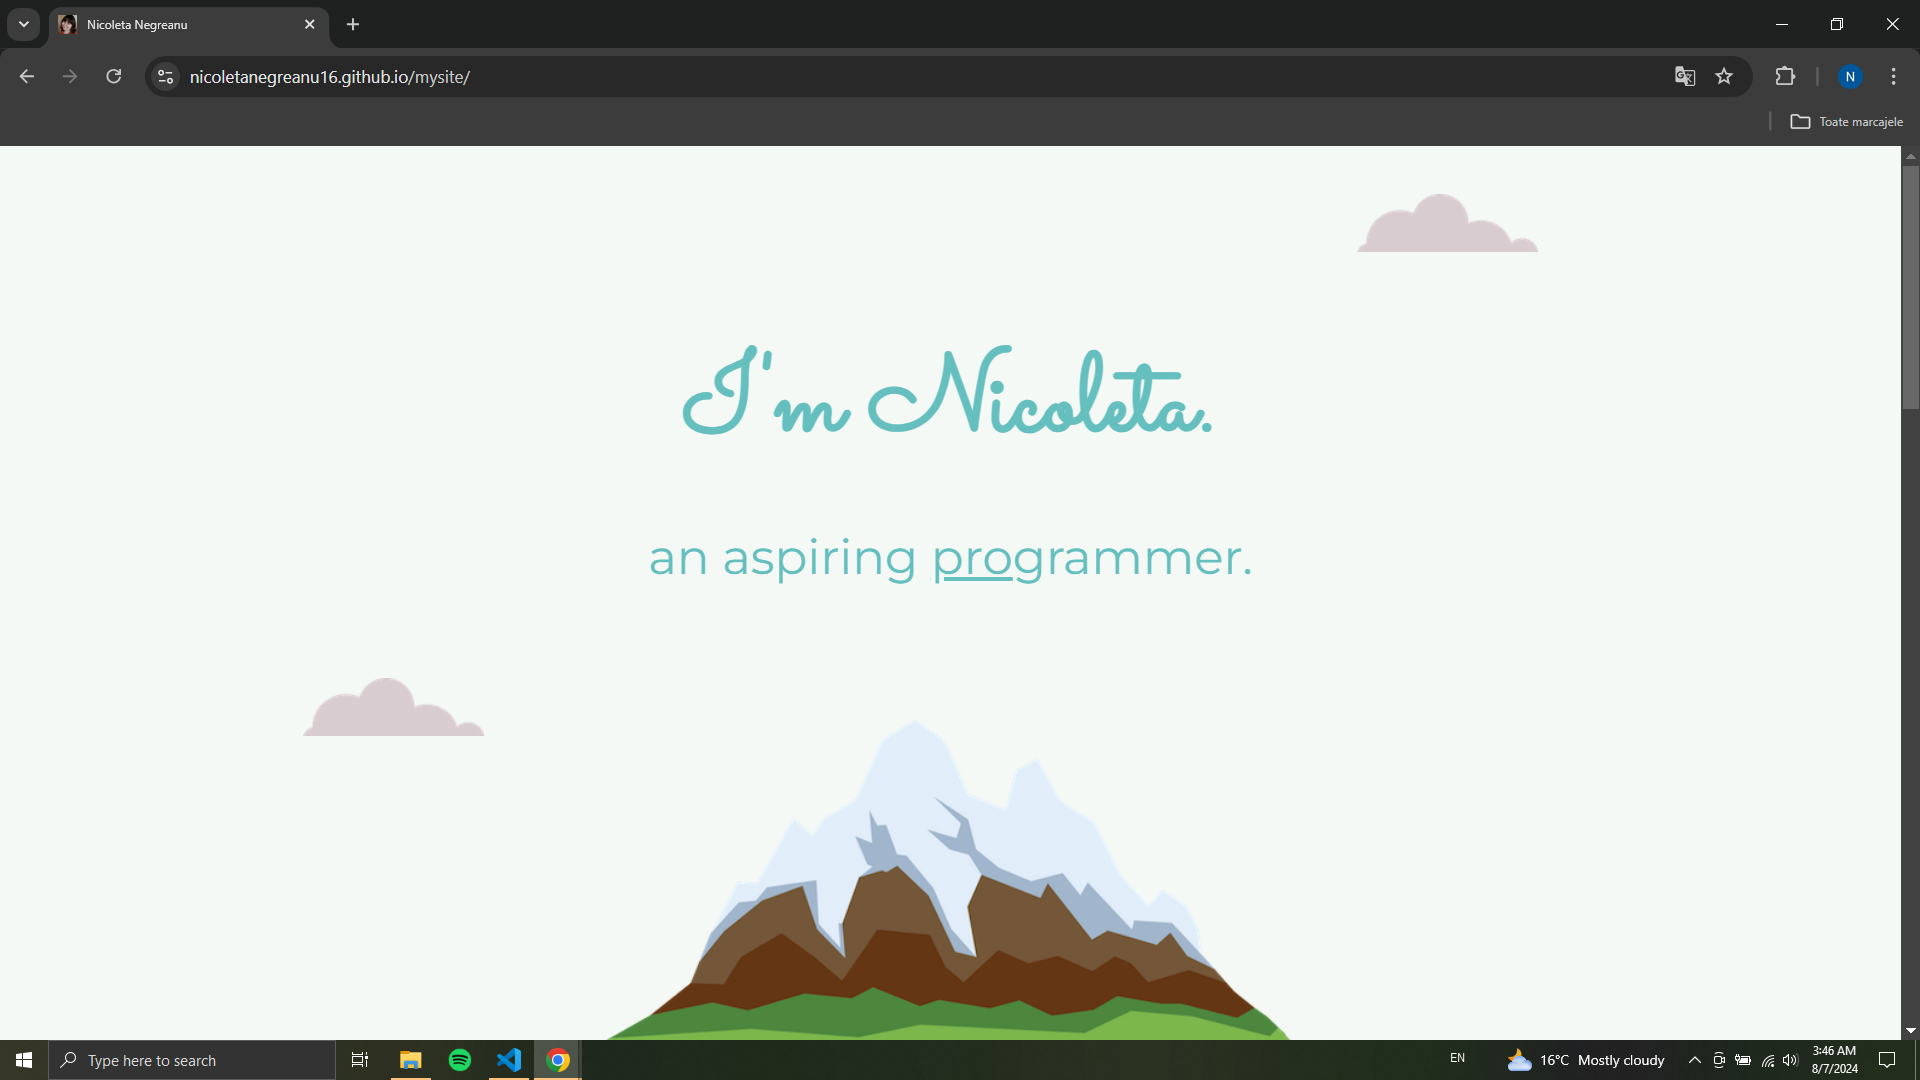 Nicoleta Negreanu
nicoletanegreanu16.github.io/mysite/
N
Toate marcajele
I'm Nicoleta.
an aspiring programmer.
Type here to search
EN
16°C Mostly cloudy
3:46 AM
8/7/2024